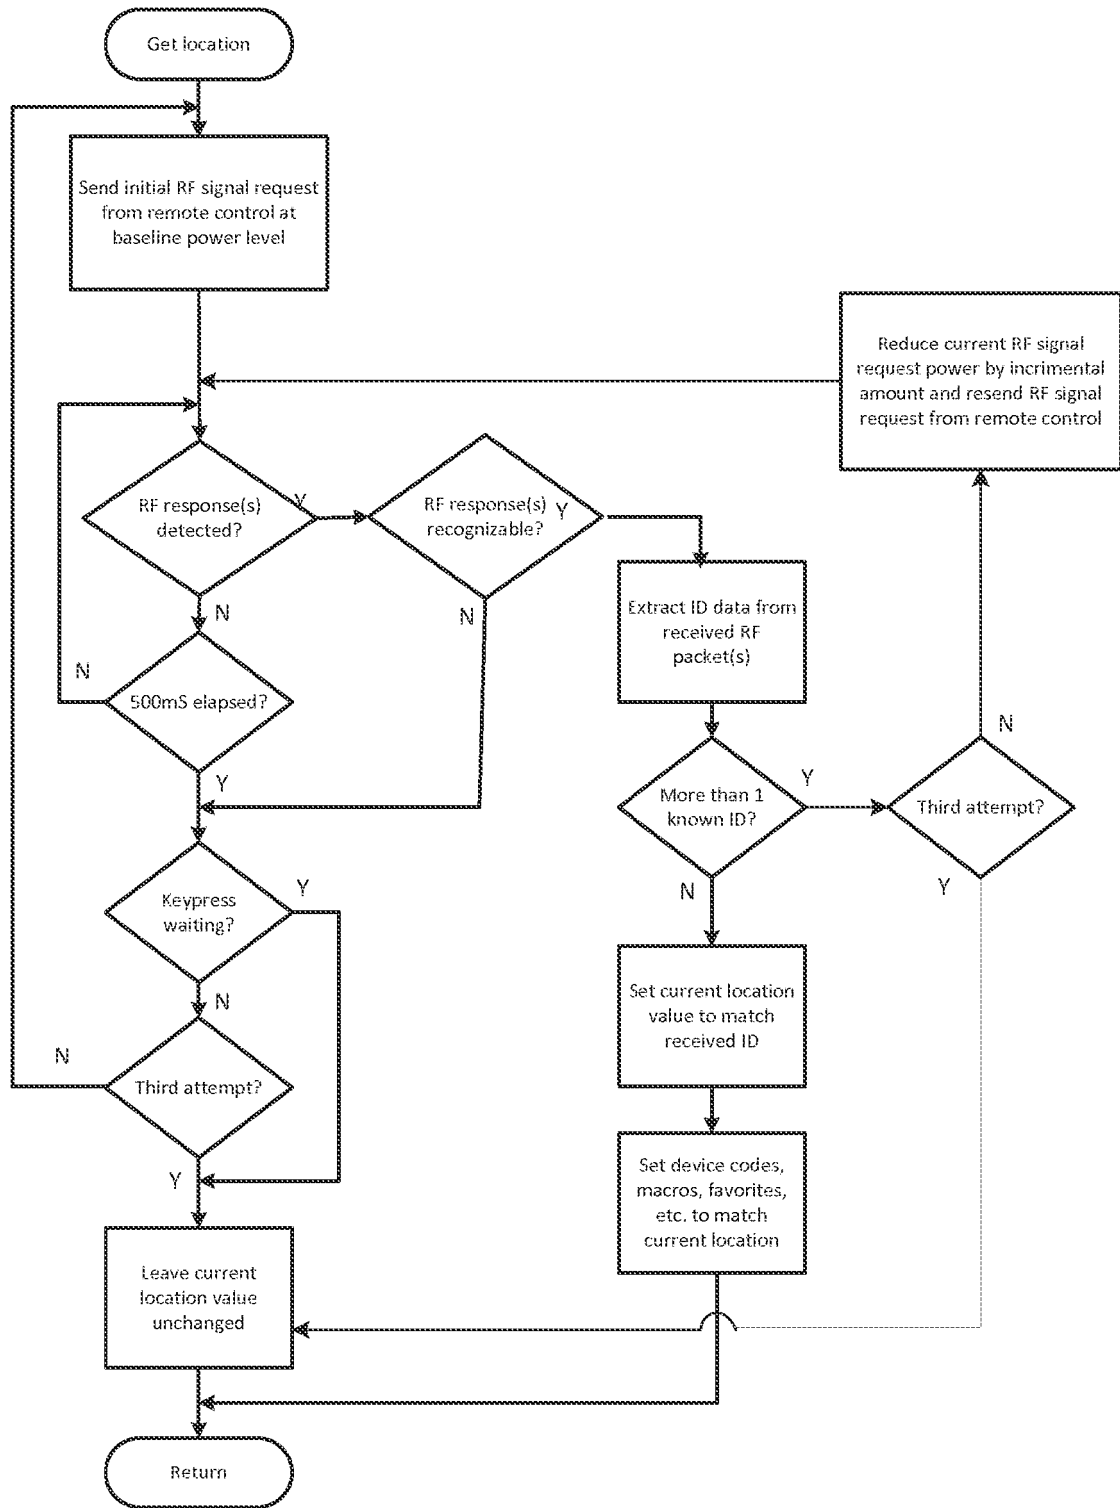 Get location
Send initial RF signal request
from remote control at
baseline power level
Reduce current RF signal
request power by incrimental
amount and resend RF signal
request from remote control
RF response(s)
detected?
Y
RF response(s)
recognizable?
Y
N
N
Extract ID data from
received RF
packet(s)
500mS elapsed?
N
Y
More than 1
known ID?
Y
N
Third attempt?
N
Y
Keypress
waiting?
Y
N
Set current location
value to match
received ID
Third attempt?
N
Y
Set device codes,
macros, favorites,
etc. to match
current location
Leave current
location value
unchanged
Return